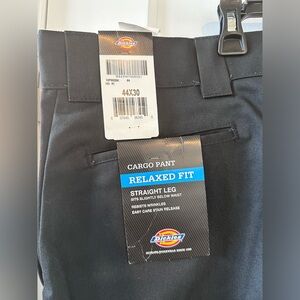 Dickies
44X30
CARGO PANT
RELAXED FIT
STRAIGHT LEG
SITS SLIGHTLY BELOW WAIST
RESISTS WRINKLES
EASY CARE STAIN RELEASE
Dickies